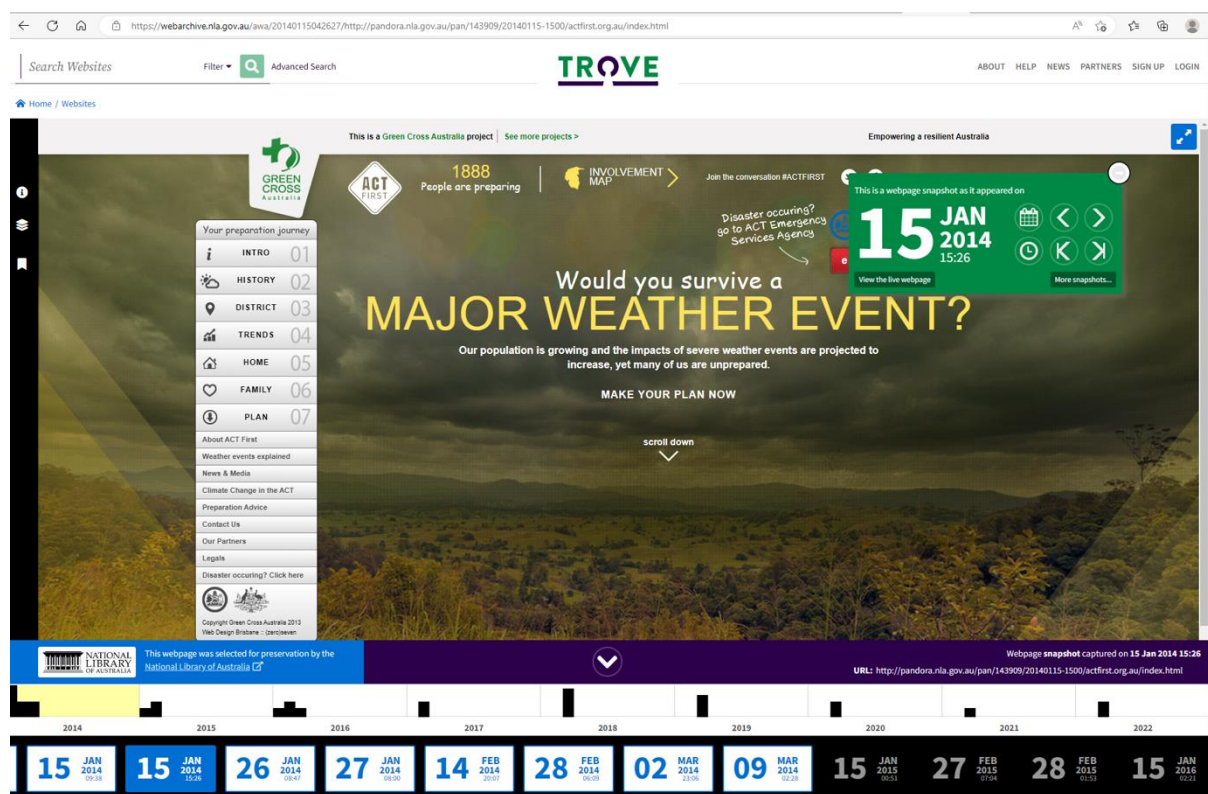 https://webarchive.nla.gov.au/awa/20140115042627/http://pandora.nla.gov.au/pan/143909/20140115-1500/actfirst.org.au/index.html
Search Websites
Filter
Advanced Search
TROVE
ABOUT HELP NEWS PARTNERS SIGN UP LOGIN
Home / Websites
This is a Green Cross Australia project See more projects >
Empowering a resilient Australia
GREEN
CROSS
Australia
ACT
FIRST
1888
People are preparing
INVOLVEMENT
MAP
Join the conversation #ACTFIRST
Disaster occuring?
go to ACT Emergency
Services Agency
e
This is a webpage snapshot as it appeared on
15 JAN
2014
15:26
View the live webpage
More snapshots...
Your preparation journey
INTRO 01
HISTORY 02
DISTRICT 03
TRENDS 04
HOME 05
FAMILY 06
PLAN 07
About ACT First
Weather events explained
News & Media
Climate Change in the ACT
Preparation Advice
Contact Us
Our Partners
Legals
Disaster occuring? Click here
Copyright Green Cross Australia 2013
Web Design Brisbane :: (zero)seven
Would you survive a
MAJOR WEATHER EVENT?
Our population is growing and the impacts of severe weather events are projected to
increase, yet many of us are unprepared.
MAKE YOUR PLAN NOW
scroll down
NATIONAL
LIBRARY
OF AUSTRALIA
This webpage was selected for preservation by the
National Library of Australia
Webpage snapshot captured on 15 Jan 2014 15:26
URL: http://pandora.nla.gov.au/pan/143909/20140115-1500/actfirst.org.au/index.html
2014 2015 2016 2017 2018 2019 2020 2021 2022
15 JAN 2014 09:38
15 JAN 2014 15:26
26 JAN 2014 08:47
27 JAN 2014 08:00
14 FEB 2014 20:07
28 FEB 2014 06:09
02 MAR 2014 23:06
09 MAR 2014 02:28
15 JAN 2015 00:51
27 FEB 2015 07:04
28 FEB 2015 01:53
15 JAN 2016 02:21